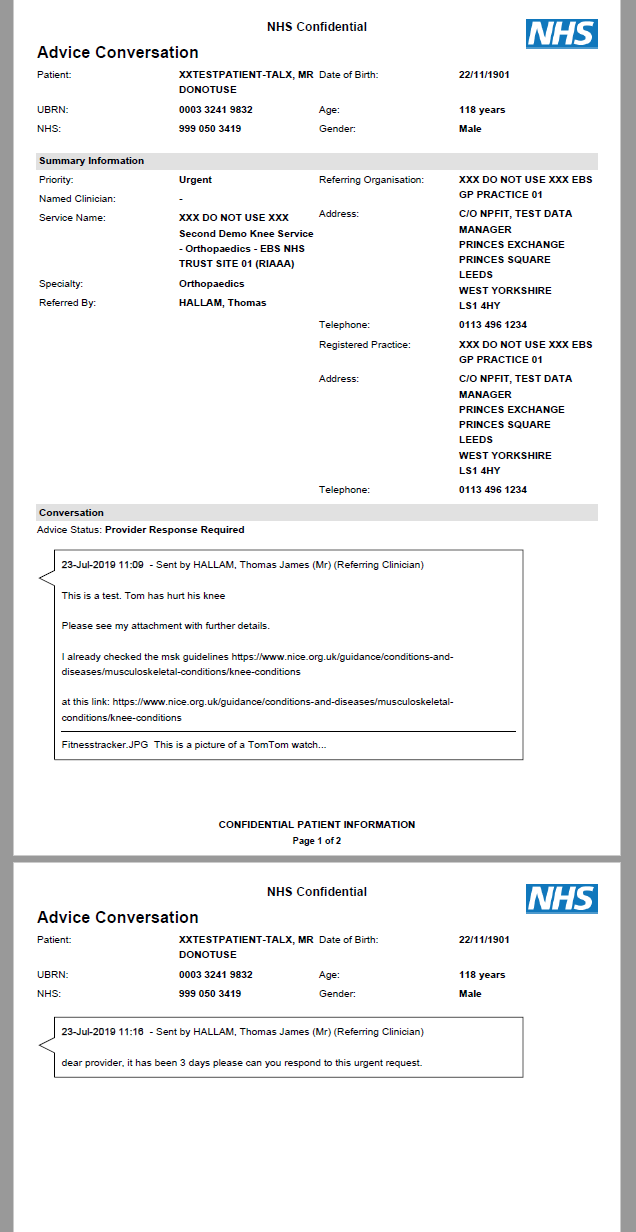 NHS Confidential
NHS
Advice Conversation
Patient: XXTESTPATIENT-TALX, MR Date of Birth: 22/11/1901
DONOTUSE
UBRN: 0003 3241 9832 Age: 118 years
NHS: 999 050 3419 Gender: Male
Summary Information
Priority: Urgent
Named Clinician: -
Service Name: XXX DO NOT USE XXX
Second Demo Knee Service
- Orthopaedics - EBS NHS
TRUST SITE 01 (RIAAA)
Specialty: Orthopaedics
Referred By: HALLAM, Thomas
Referring Organisation: XXX DO NOT USE XXX EBS
GP PRACTICE 01
Address: C/O NPFIT, TEST DATA
MANAGER
PRINCES EXCHANGE
PRINCES SQUARE
LEEDS
WEST YORKSHIRE
LS1 4HY
Telephone: 0113 496 1234
Registered Practice: XXX DO NOT USE XXX EBS
GP PRACTICE 01
Address: C/O NPFIT, TEST DATA
MANAGER
PRINCES EXCHANGE
PRINCES SQUARE
LEEDS
WEST YORKSHIRE
LS1 4HY
Telephone: 0113 496 1234
Conversation
Advice Status: Provider Response Required
23-Jul-2019 11:09 - Sent by HALLAM, Thomas James (Mr) (Referring Clinician)
This is a test. Tom has hurt his knee
Please see my attachment with further details.
I already checked the msk guidelines https://www.nice.org.uk/guidance/conditions-and-
diseases/musculoskeletal-conditions/knee-conditions
at this link: https://www.nice.org.uk/guidance/conditions-and-diseases/musculoskeletal-
conditions/knee-conditions
Fitnesstracker.JPG This is a picture of a TomTom watch...
CONFIDENTIAL PATIENT INFORMATION
Page 1 of 2
NHS Confidential
NHS
Advice Conversation
Patient: XXTESTPATIENT-TALX, MR Date of Birth: 22/11/1901
DONOTUSE
UBRN: 0003 3241 9832 Age: 118 years
NHS: 999 050 3419 Gender: Male
23-Jul-2019 11:16 - Sent by HALLAM, Thomas James (Mr) (Referring Clinician)
dear provider, it has been 3 days please can you respond to this urgent request.